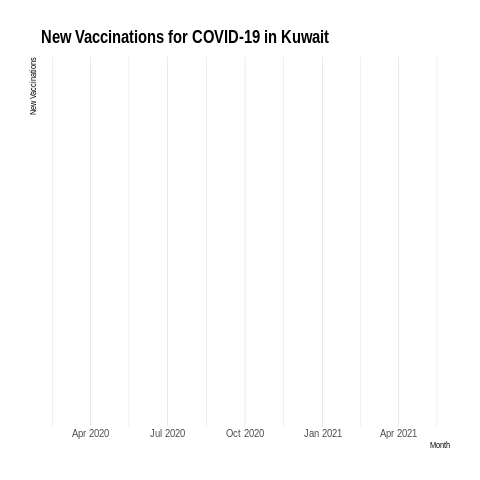 New Vaccinations for COVID-19 in Kuwait
New Vaccinations
Apr 2020
Jul 2020
Oct 2020
Jan 2021
Apr 2021
Month